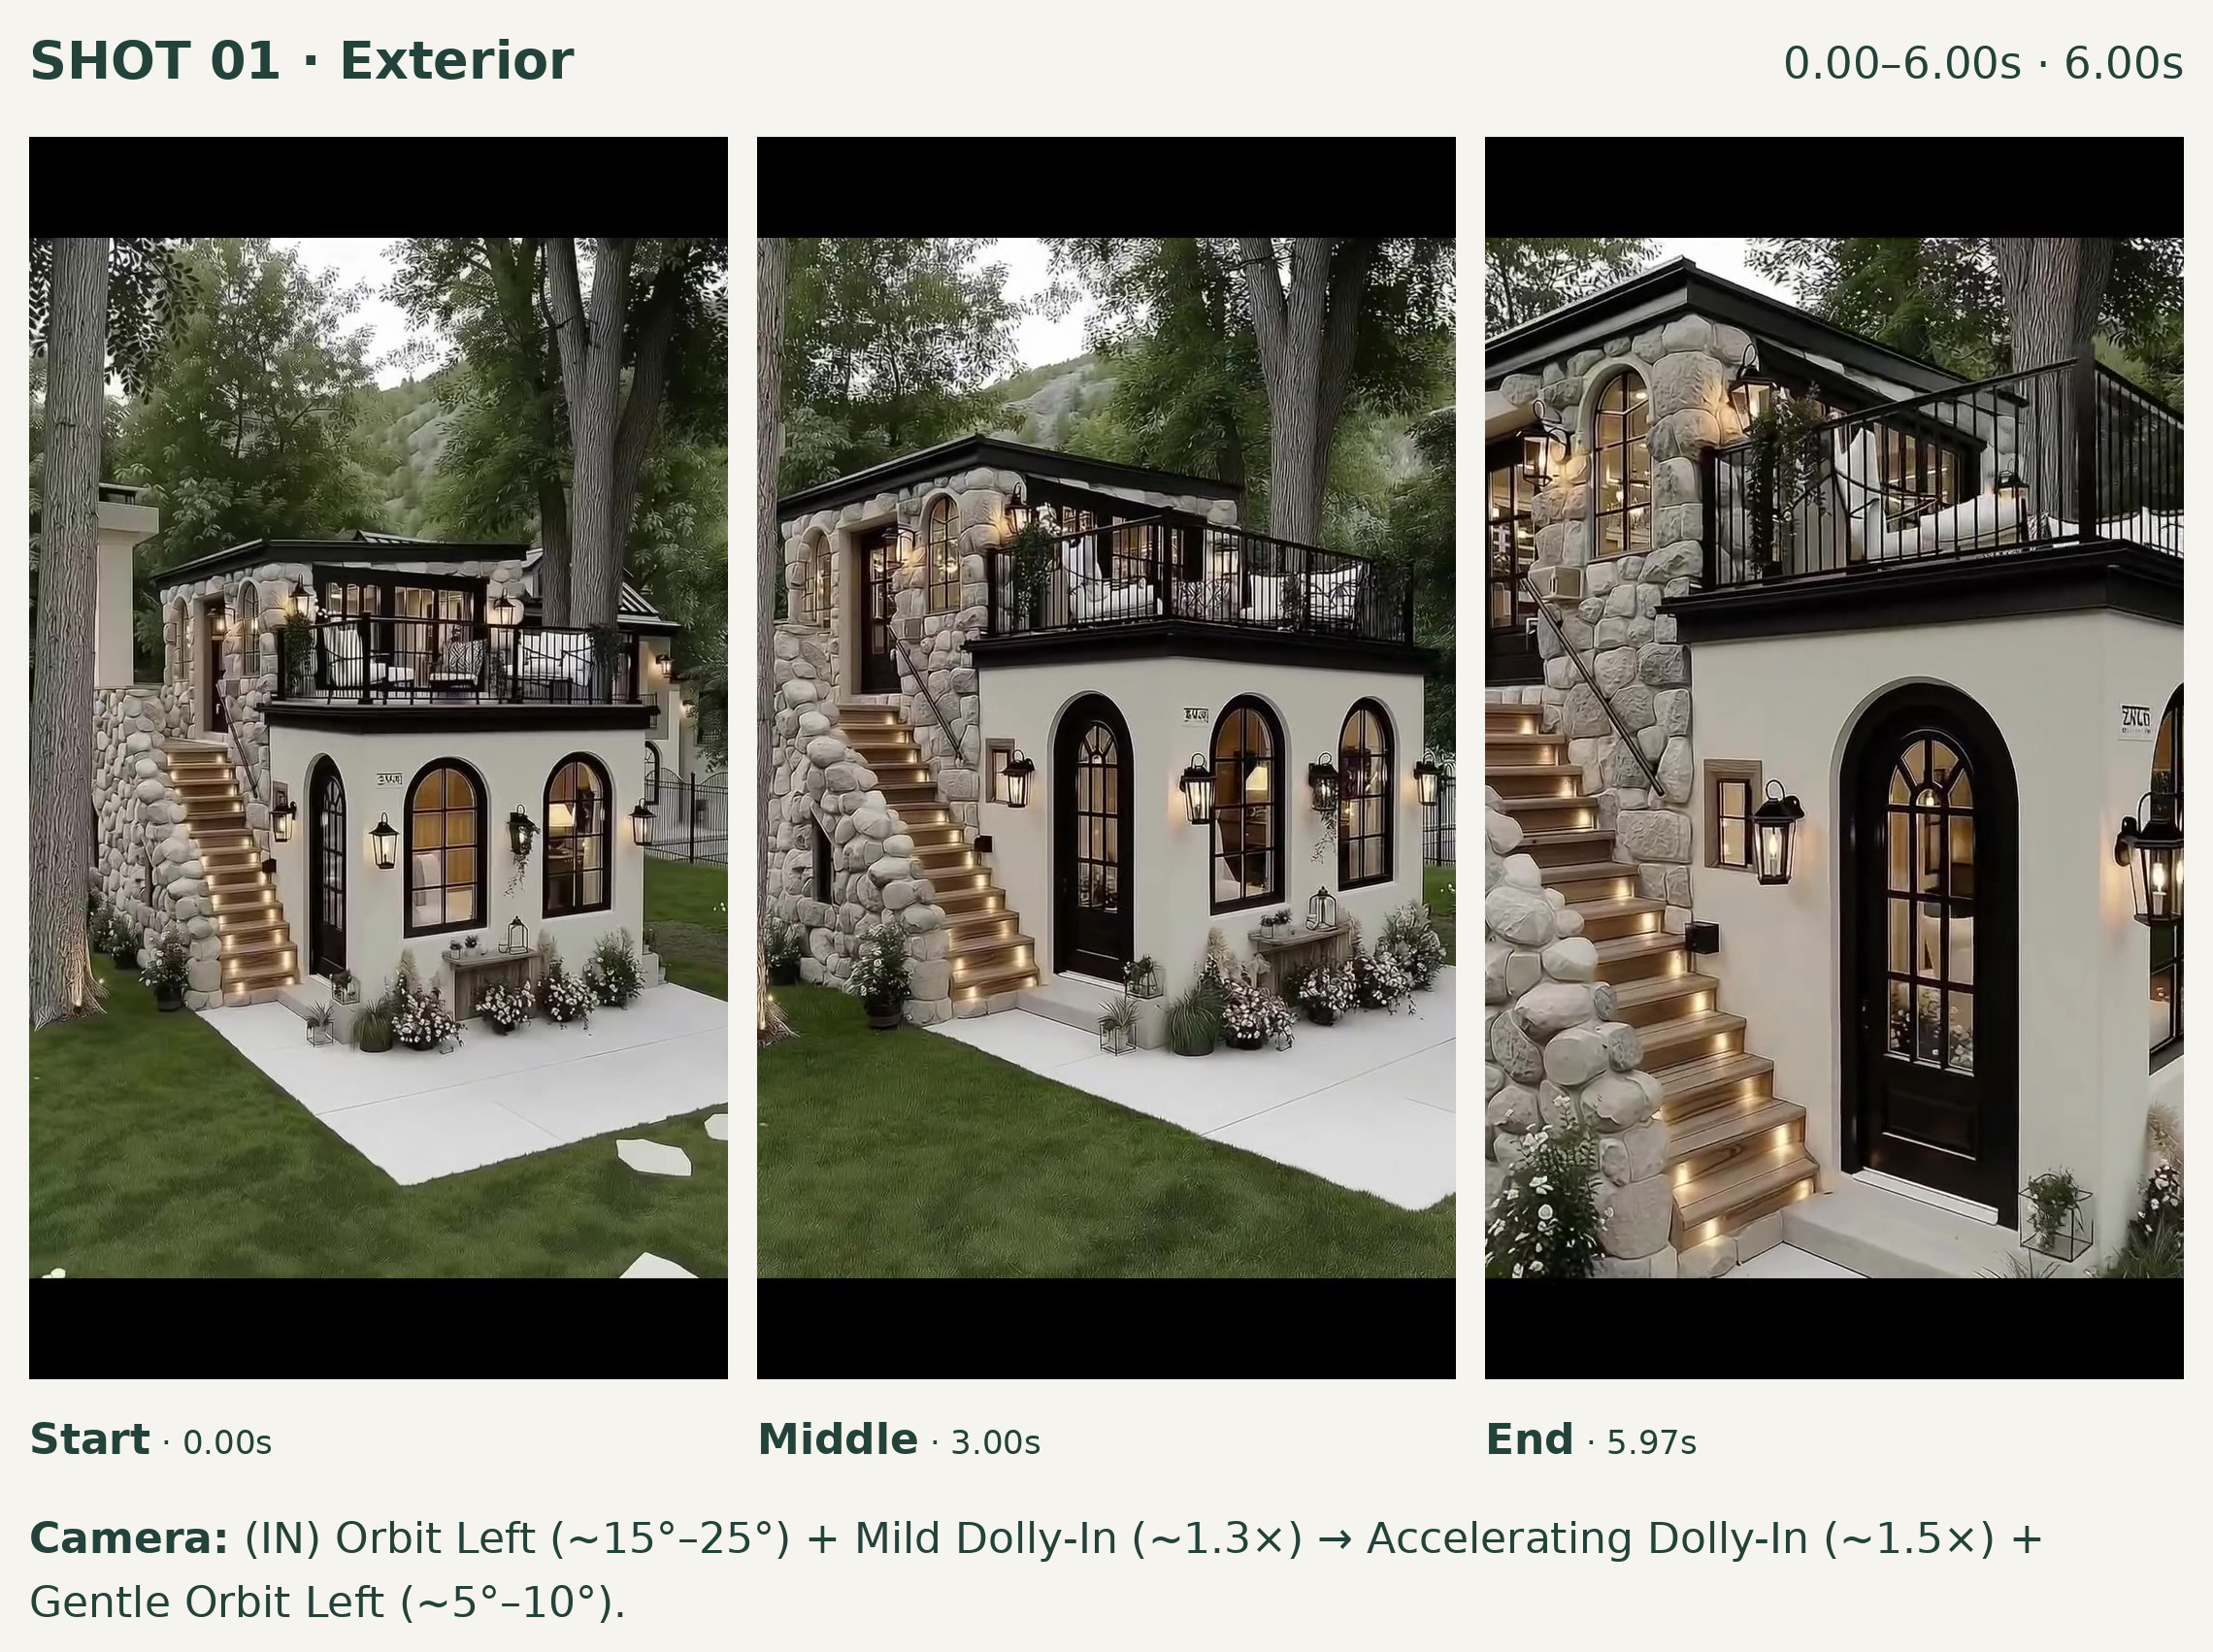 SHOT 01 · Exterior
0.00–6.00s · 6.00s
Start · 0.00s
Middle · 3.00s
End · 5.97s
Camera: (IN) Orbit Left (~15°–25°) + Mild Dolly-In (~1.3×) → Accelerating Dolly-In (~1.5×) +
Gentle Orbit Left (~5°–10°).